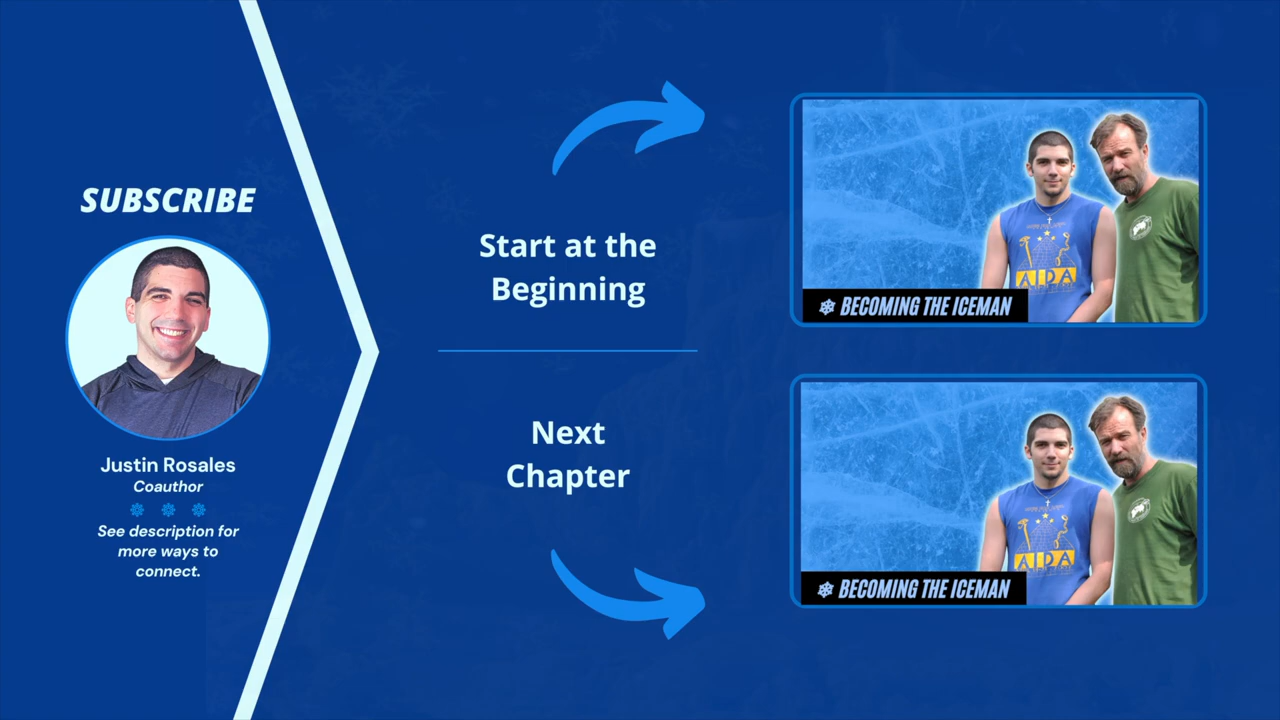 SUBSCRIBE
Justin Rosales
Coauthor
See description for
more ways to
connect.
Start at the
Beginning
Next
Chapter
BECOMING THE ICEMAN
AIDA
BECOMING THE ICEMAN
AIDA